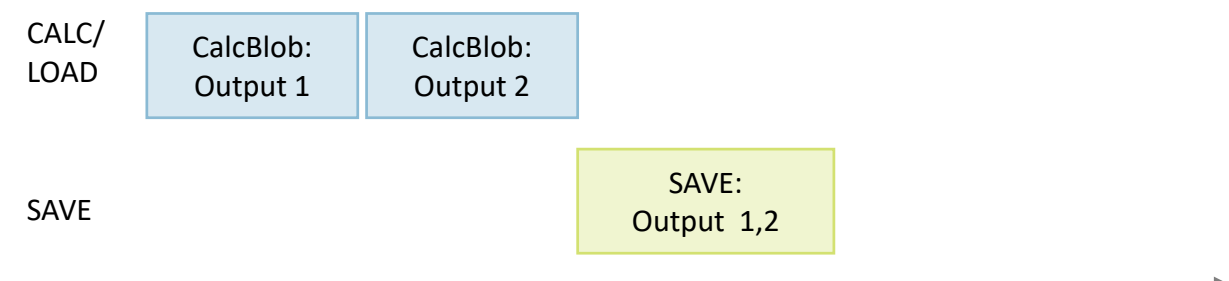 CALC/
LOAD
CalcBlob:
Output 1
CalcBlob:
Output 2
SAVE
SAVE:
Output  1,2